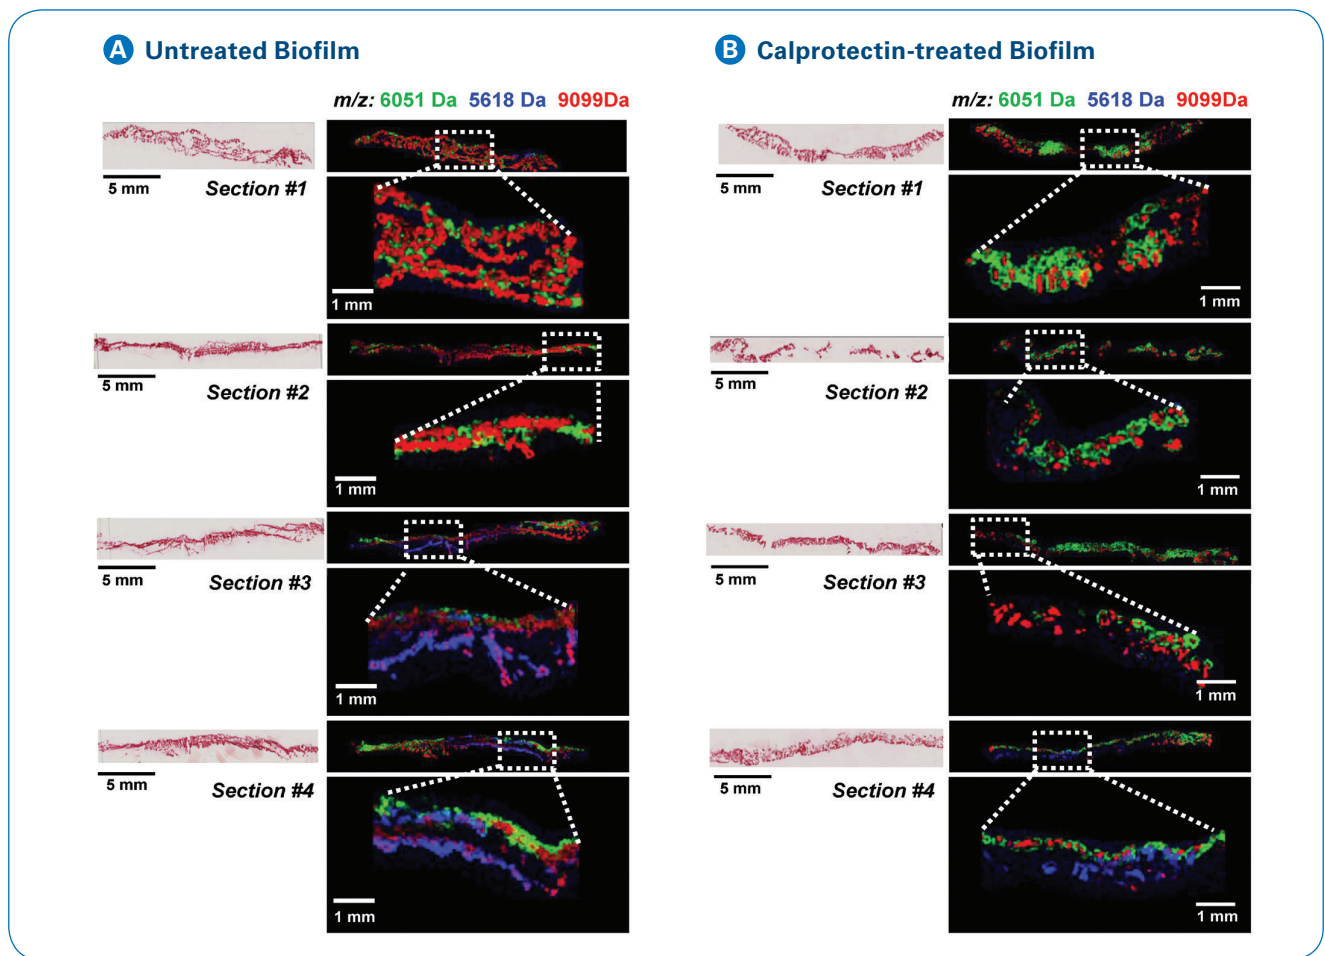 A Untreated Biofilm
m/z: 6051 Da 5618 Da 9099Da
5 mm
Section #1
1 mm
5 mm
Section #2
1 mm
5 mm
Section #3
1 mm
5 mm
Section #4
1 mm
B Calprotectin-treated Biofilm
m/z: 6051 Da 5618 Da 9099Da
5 mm
Section #1
1 mm
5 mm
Section #2
1 mm
5 mm
Section #3
1 mm
5 mm
Section #4
1 mm